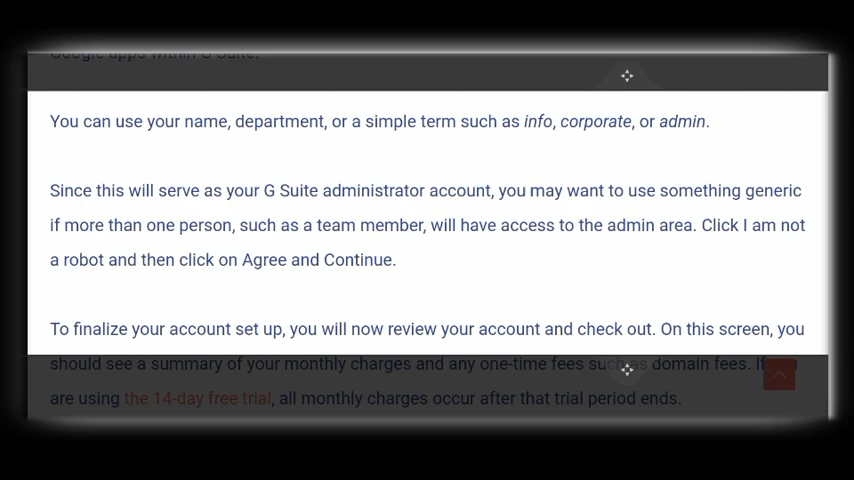 Google apps within G Suite.
You can use your name, department, or a simple term such as info, corporate, or admin.
Since this will serve as your G Suite administrator account, you may want to use something generic
if more than one person, such as a team member, will have access to the admin area. Click I am not
a robot and then click on Agree and Continue.
To finalize your account set up, you will now review your account and check out. On this screen, you
should see a summary of your monthly charges and any one-time fees such as domain fees. If
are using the 14-day free trial, all monthly charges occur after that trial period ends.